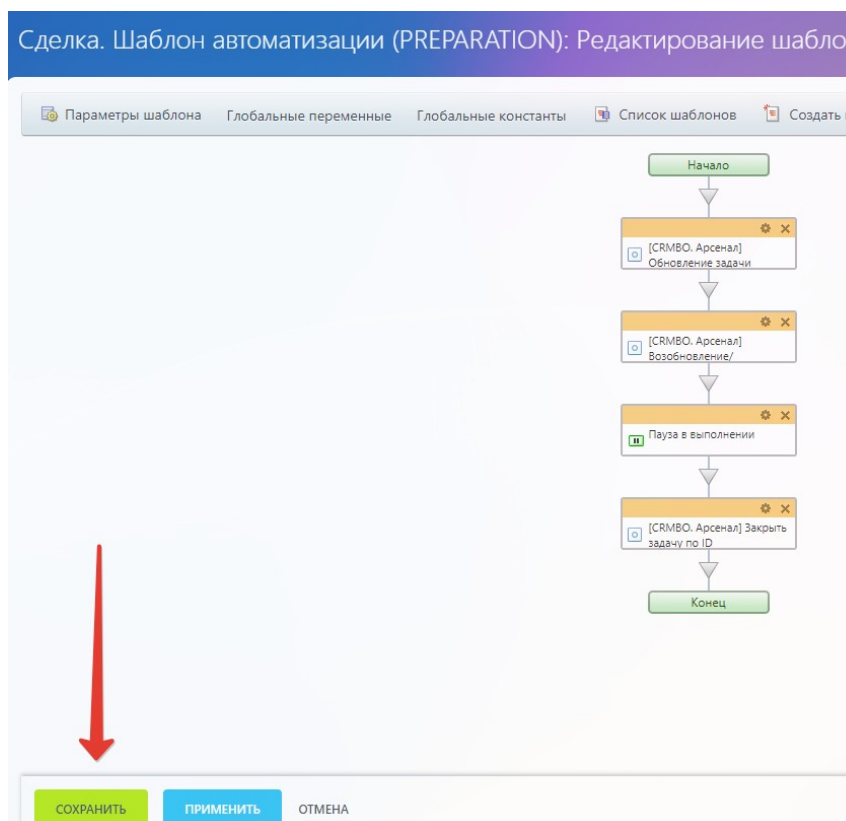 Сделка. Шаблон автоматизации (PREPARATION): Редактирование шабло
Параметры шаблона Глобальные переменные Глобальные константы Список шаблонов Создать
Начало
[CRMBO. Арсенал]
Обновление задачи
[CRMBO. Арсенал]
Возобновление/
Пауза в выполнении
[CRMBO. Арсенал] Закрыть
задачу по ID
Конец
СОХРАНИТЬ ПРИМЕНИТЬ ОТМЕНА